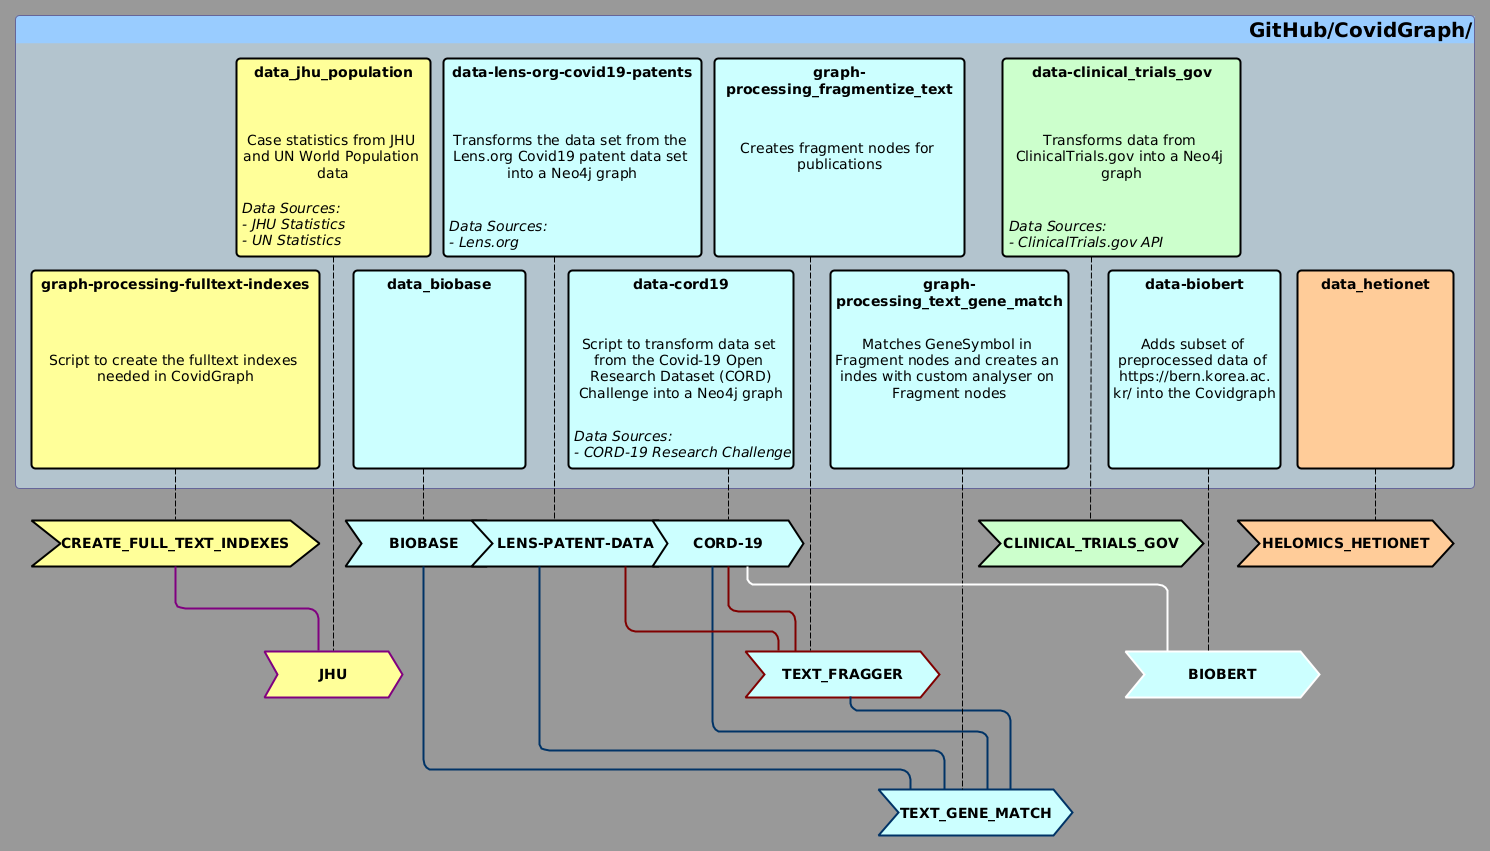 GitHub/CovidGraph/
data_jhu_population
Case statistics from JHU
and UN World Population
data
Data Sources:
- JHU Statistics
- UN Statistics
data-lens-org-covid19-patents
Transforms the data set from the
Lens.org Covid19 patent data set
into a Neo4j graph
Data Sources:
- Lens.org
graph-
processing_fragmentize_text
Creates fragment nodes for
publications
data-clinical_trials_gov
Transforms data from
ClinicalTrials.gov into a Neo4j
graph
Data Sources:
- ClinicalTrials.gov API
graph-processing-fulltext-indexes
Script to create the fulltext indexes
needed in CovidGraph
data_biobase
data-cord19
Script to transform data set
from the Covid-19 Open
Research Dataset (CORD)
Challenge into a Neo4j graph
Data Sources:
- CORD-19 Research Challenge
graph-
processing_text_gene_match
Matches GeneSymbol in
Fragment nodes and creates an
indes with custom analyser on
Fragment nodes
data-biobert
Adds subset of
preprocessed data of
https://bern.korea.ac.
kr/ into the Covidgraph
data_hetionet
CREATE_FULL_TEXT_INDEXES
BIOBASE
LENS-PATENT-DATA
CORD-19
CLINICAL_TRIALS_GOV
HELOMICS_HETIONET
JHU
TEXT_FRAGGER
BIOBERT
TEXT_GENE_MATCH